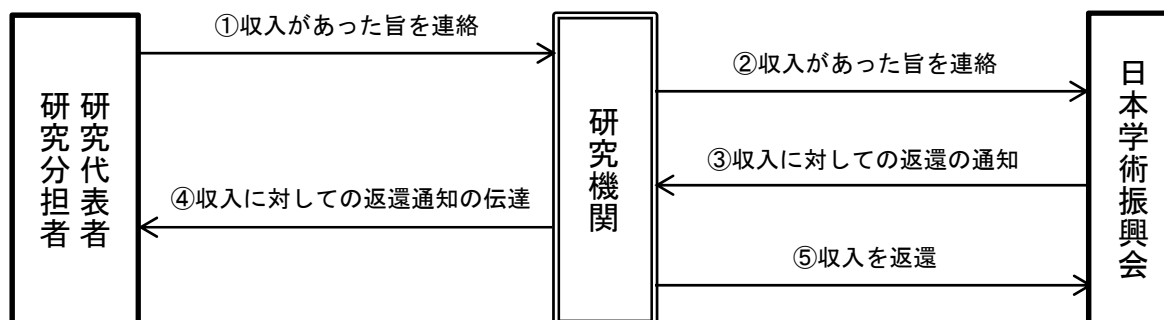 ①収入があった旨を連絡
②収入があった旨を連絡
研究代表者
研究分担者
研究機関
日本学術振興会
③収入に対しての返還の通知
④収入に対しての返還通知の伝達
⑤収入を返還